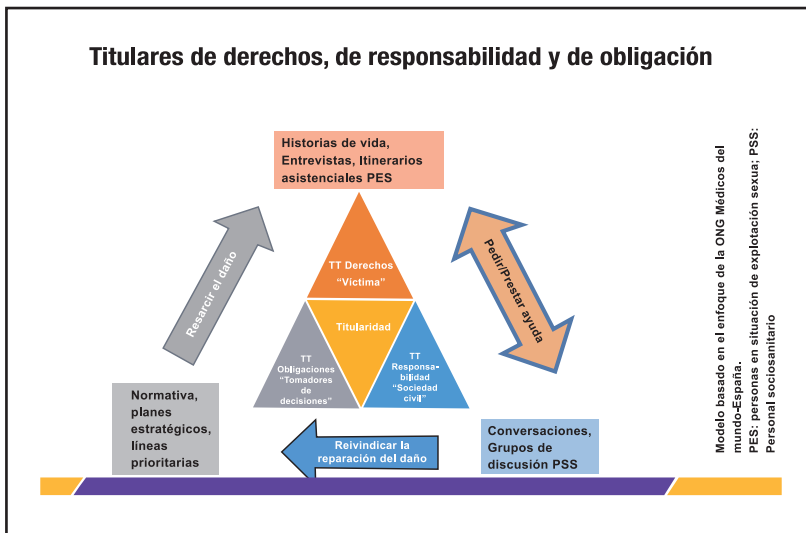 Titulares de derechos, de responsabilidad y de obligación
Historias de vida,
Entrevistas, Itinerarios
asistenciales PES
Resarcir el daño
Pedir/Prestar ayuda
TT Derechos
“Víctima”
Titularidad
TT
Obligaciones
“Tomadores
de
decisiones”
TT
Responsa-
bilidad
“Sociedad
civil”
Normativa,
planes
estratégicos,
líneas
prioritarias
Reivindicar la
reparación del daño
Conversaciones,
Grupos de
discusión PSS
Modelo basado en el enfoque de la ONG Médicos del
mundo-España.
PES: personas en situación de explotación sexua; PSS:
Personal sociosanitario